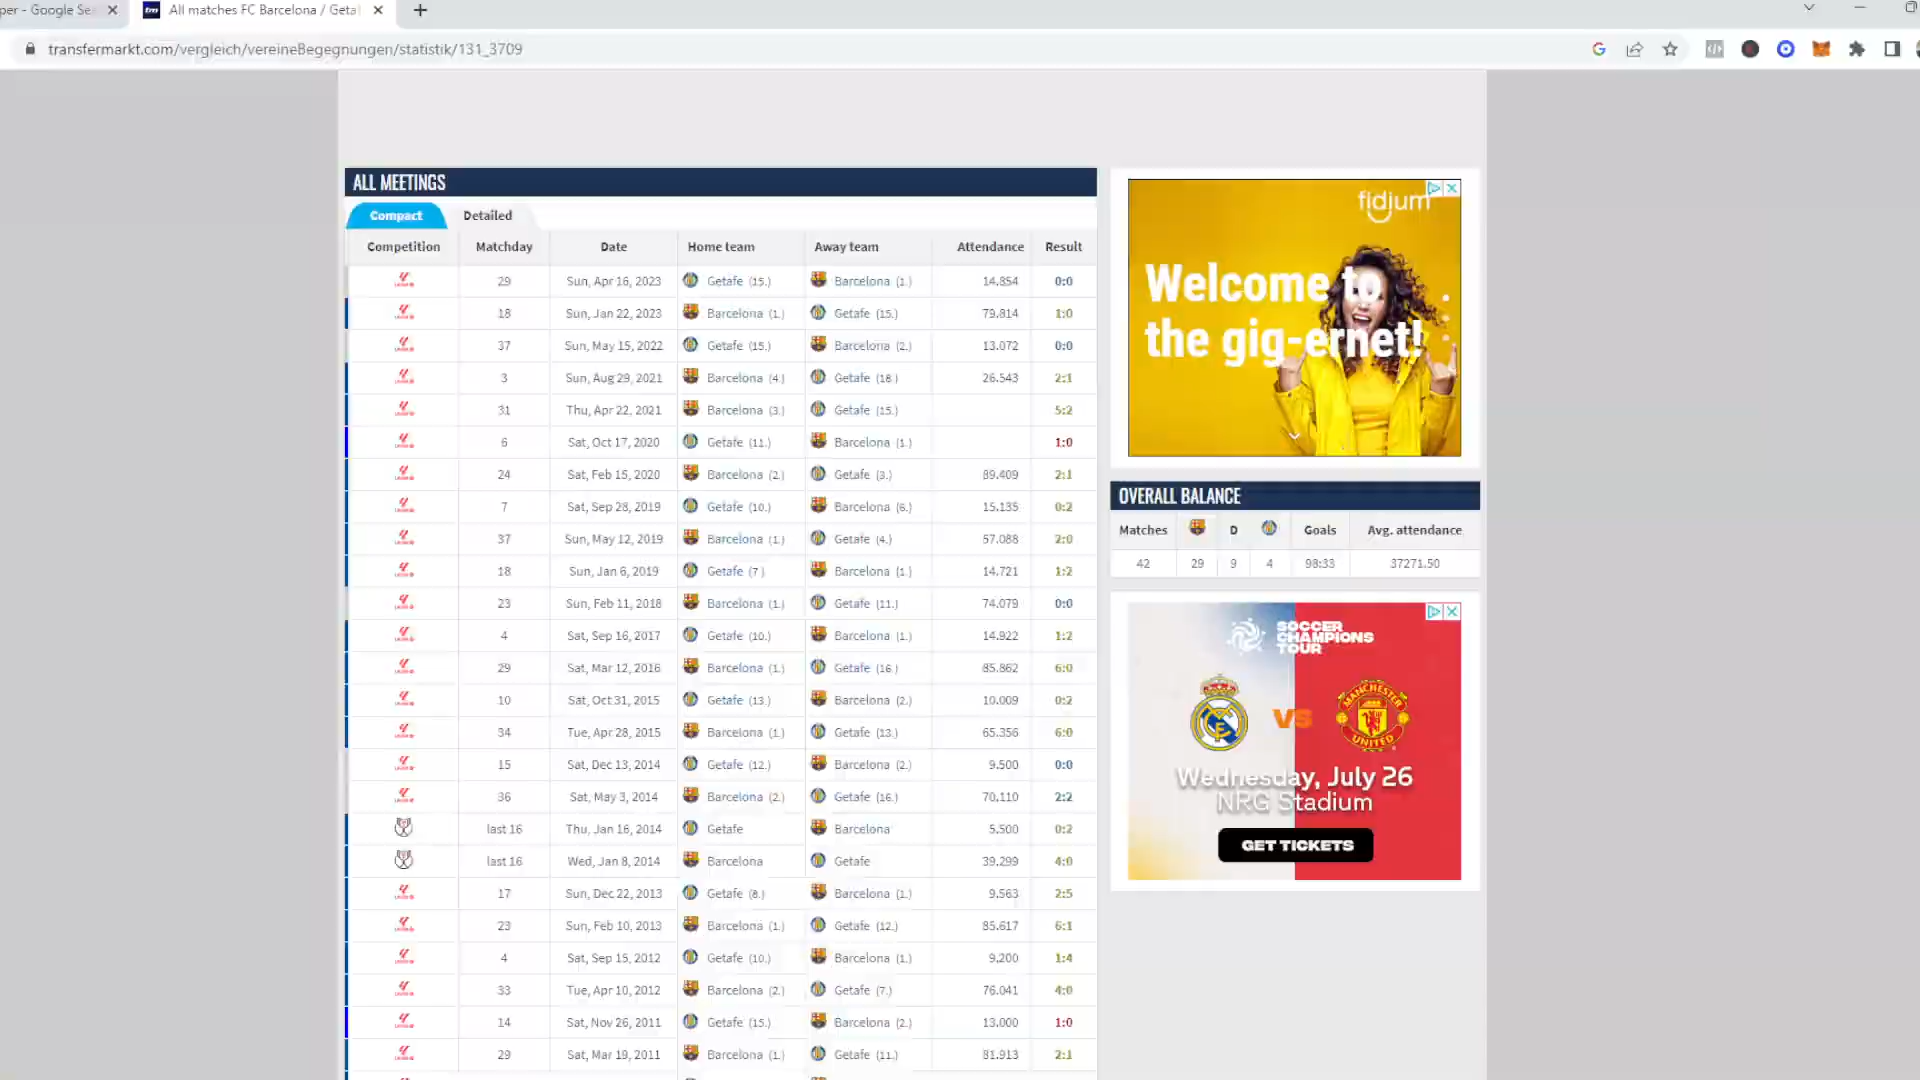 per - Google Se
All matches FC Barcelona / Geta
transfermarkt.com/vergleich/vereineBegegnungen/statistik/131_3709
ALL MEETINGS
Compact Detailed
Competition Matchday Date Home team Away team Attendance Result
29 Sun, Apr 16, 2023 Getafe (15.) Barcelona (1.) 14.854 0:0
18 Sun, Jan 22, 2023 Barcelona (1.) Getafe (15.) 79.814 1:0
37 Sun, May 15, 2022 Getafe (15.) Barcelona (2.) 13.072 0:0
3 Sun, Aug 29, 2021 Barcelona (4.) Getafe (18.) 26.543 2:1
31 Thu, Apr 22, 2021 Barcelona (3.) Getafe (15.) 5:2
6 Sat, Oct 17, 2020 Getafe (11.) Barcelona (1.) 1:0
24 Sat, Feb 15, 2020 Barcelona (2.) Getafe (3.) 89.409 2:1
7 Sat, Sep 28, 2019 Getafe (10.) Barcelona (6.) 15.135 0:2
37 Sun, May 12, 2019 Barcelona (1.) Getafe (4.) 57.088 2:0
18 Sun, Jan 6, 2019 Getafe (7.) Barcelona (1.) 14.721 1:2
23 Sun, Feb 11, 2018 Barcelona (1.) Getafe (11.) 74.079 0:0
4 Sat, Sep 16, 2017 Getafe (10.) Barcelona (1.) 14.922 1:2
29 Sat, Mar 12, 2016 Barcelona (1.) Getafe (16.) 85.862 6:0
10 Sat, Oct 31, 2015 Getafe (13.) Barcelona (2.) 10.009 0:2
34 Tue, Apr 28, 2015 Barcelona (1.) Getafe (13.) 65.356 6:0
15 Sat, Dec 13, 2014 Getafe (12.) Barcelona (2.) 9.500 0:0
36 Sat, May 3, 2014 Barcelona (2.) Getafe (16.) 70.110 2:2
last 16 Thu, Jan 16, 2014 Getafe Barcelona 5.500 0:2
last 16 Wed, Jan 8, 2014 Barcelona Getafe 39.299 4:0
17 Sun, Dec 22, 2013 Getafe (8.) Barcelona (1.) 9.563 2:5
23 Sun, Feb 10, 2013 Barcelona (1.) Getafe (12.) 85.617 6:1
4 Sat, Sep 15, 2012 Getafe (10.) Barcelona (1.) 9.200 1:4
33 Tue, Apr 10, 2012 Barcelona (2.) Getafe (7.) 76.041 4:0
14 Sat, Nov 26, 2011 Getafe (15.) Barcelona (2.) 13.000 1:0
29 Sat, Mar 19, 2011 Barcelona (1.) Getafe (11.) 81.913 2:1
fidium
Welcome to
the gig-ernet!
OVERALL BALANCE
Matches D Goals Avg. attendance
42 29 9 4 98:33 37271.50
SOCCER
CHAMPIONS
TOUR
VS
MANCHESTER
UNITED
Wednesday, July 26
NRG Stadium
GET TICKETS